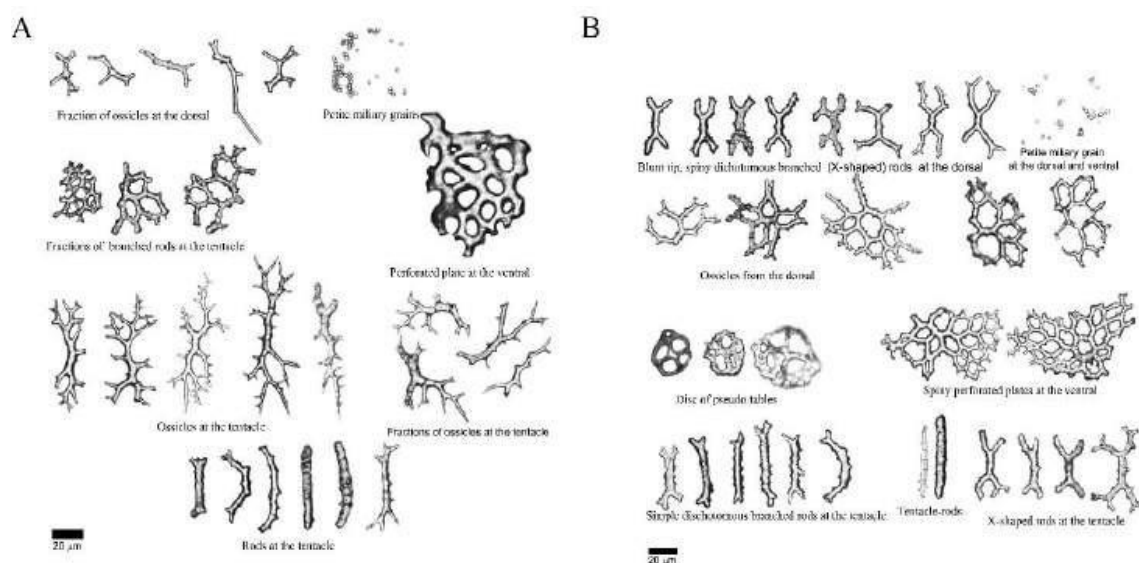 A
Fraction of ossicles at the dorsal
Petite miliary grains
Fractions of branched rods at the tentacle
Perforated plate at the ventral
Ossicles at the tentacle
Fractions of ossicles at the tentacle
Rods at the tentacle
20 µm
B
Blunt tip, spiny dichotomous branched (X-shaped) rods at the dorsal
Petite miliary grain
at the dorsal and ventral
Ossicles from the dorsal
Disc of pseudo tables
Spiny perforated plates at the ventral
Simple dischotomous branched rods at the tentacle
Tentacle-rods
X-shaped rods at the tentacle
20 µm